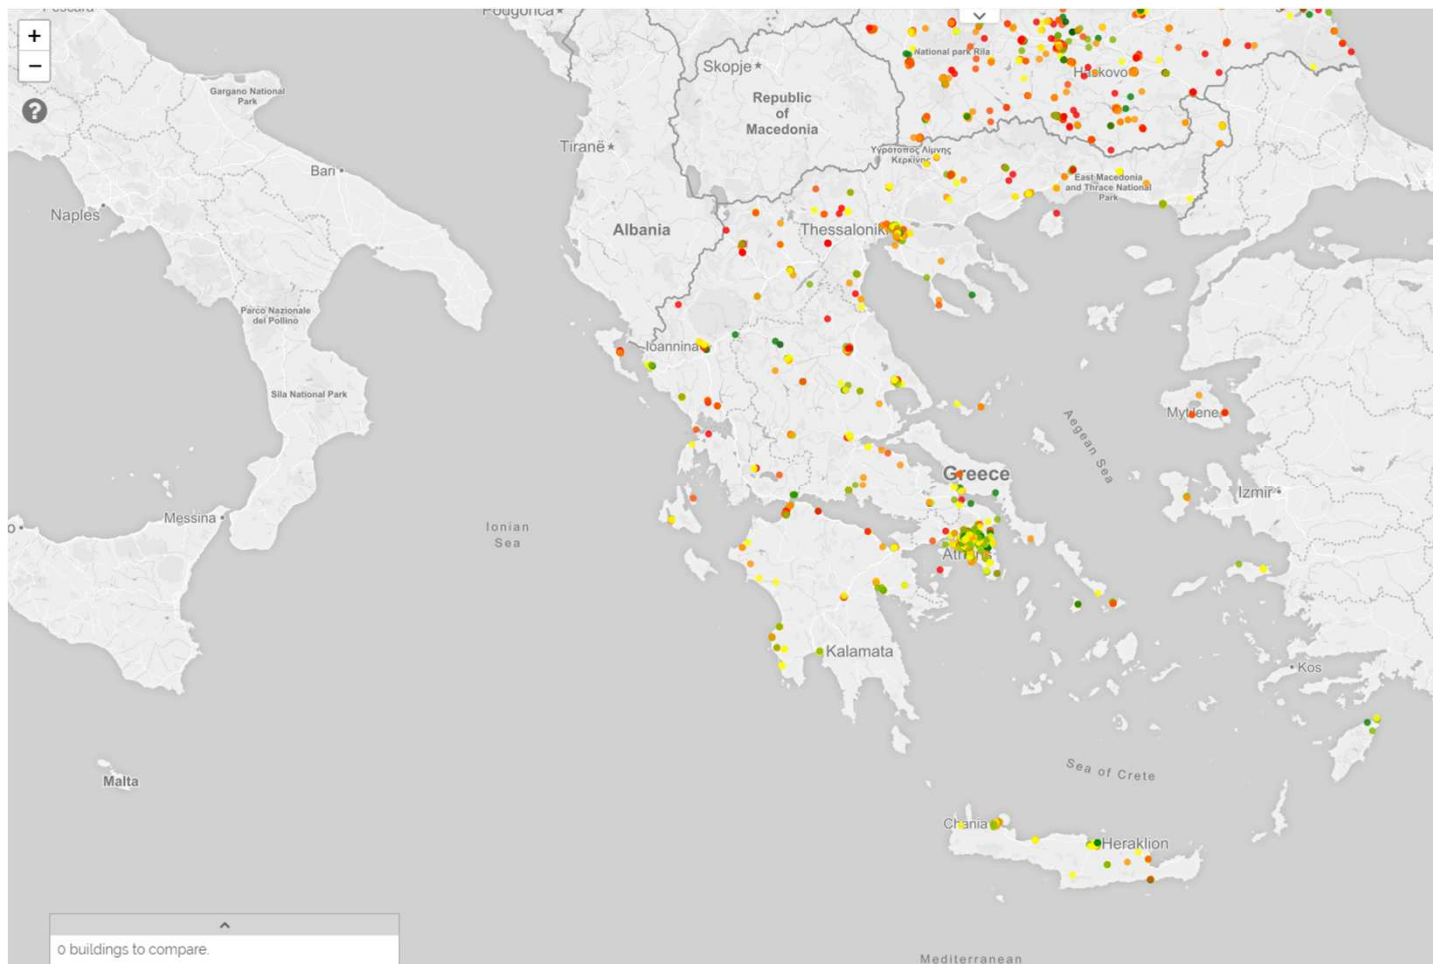 Pescara
Podgorica
+
−
?
Gargano National
Park
Skopje
National park Rila
Haskovo
Republic
of
Macedonia
Tiranë
Υγρότοπος Λίμνης
Κερκίνης
Bari
East Macedonia
and Thrace National
Park
Naples
Albania
Thessaloniki
Parco Nazionale
del Pollino
Ioannina
Sila National Park
Mytilene
Aegean Sea
Greece
Izmir
Messina
o
Ionian
Sea
Athens
Kalamata
Kos
Malta
Sea of Crete
Chania
Heraklion
0 buildings to compare.
Mediterranean